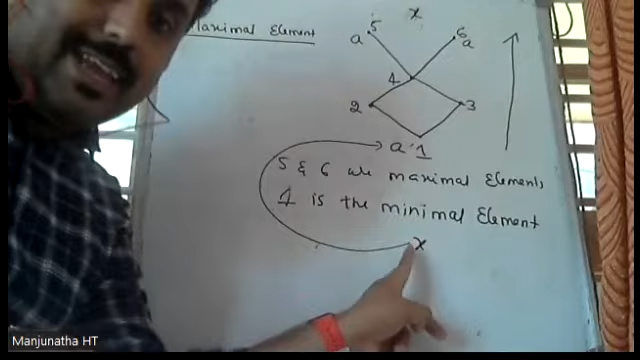 Maximal Element
x
a 5
6 a
4
2
3
a 1
5 & 6 are maximal Elements
1 is the minimal Element
x
Manjunatha HT